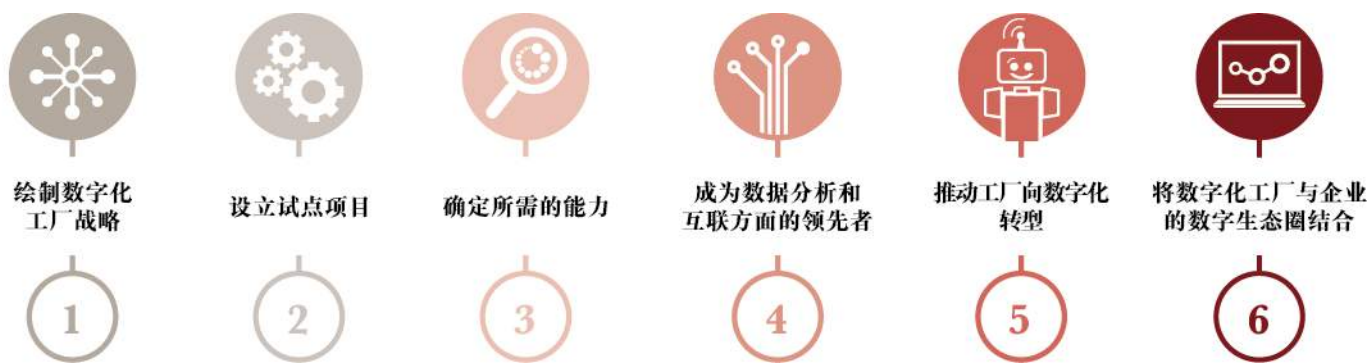 绘制数字化
工厂战略
设立试点项目
确定所需的能力
成为数据分析和
互联方面的领先者
推动工厂向数字化
转型
将数字化工厂与企业
的数字生态圈结合
1
2
3
4
5
6